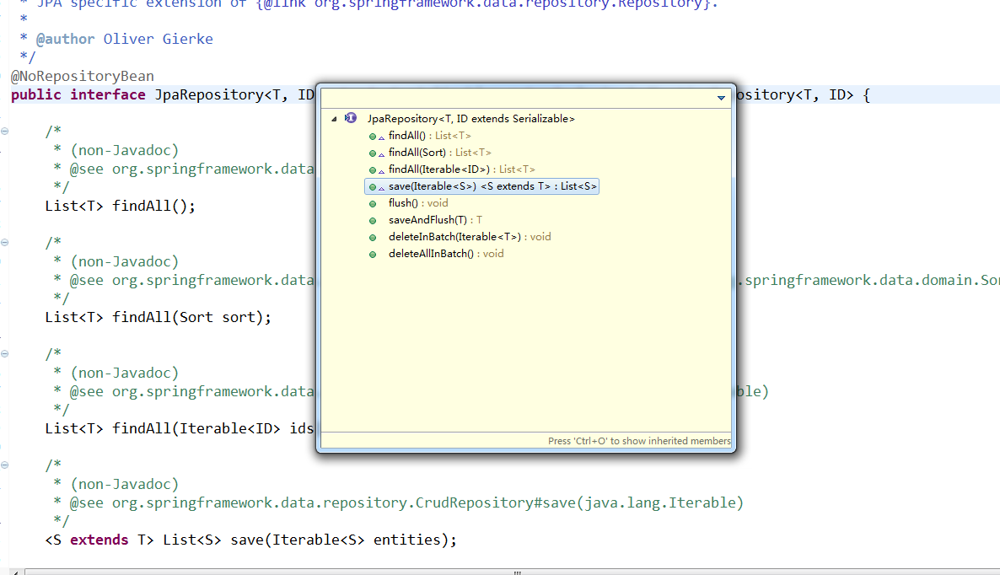 * JPA specific extension of {@link org.springframework.data.repository.Repository}.
*
* @author Oliver Gierke
*/
@NoRepositoryBean
public interface JpaRepository<T, ID
ository<T, ID> {
/*
* (non-Javadoc)
* @see org.springframework.data
*/
List<T> findAll();
/*
* (non-Javadoc)
* @see org.springframework.data
.springframework.data.domain.Sor
*/
List<T> findAll(Sort sort);
/*
* (non-Javadoc)
* @see org.springframework.data
ble)
*/
List<T> findAll(Iterable<ID> ids
/*
* (non-Javadoc)
* @see org.springframework.data.repository.CrudRepository#save(java.lang.Iterable)
*/
<S extends T> List<S> save(Iterable<S> entities);
JpaRepository<T, ID extends Serializable>
findAll() : List<T>
findAll(Sort) : List<T>
findAll(Iterable<ID>) : List<T>
save(Iterable<S>) <S extends T> : List<S>
flush() : void
saveAndFlush(T) : T
deleteInBatch(Iterable<T>) : void
deleteAllInBatch() : void
Press 'Ctrl+O' to show inherited members